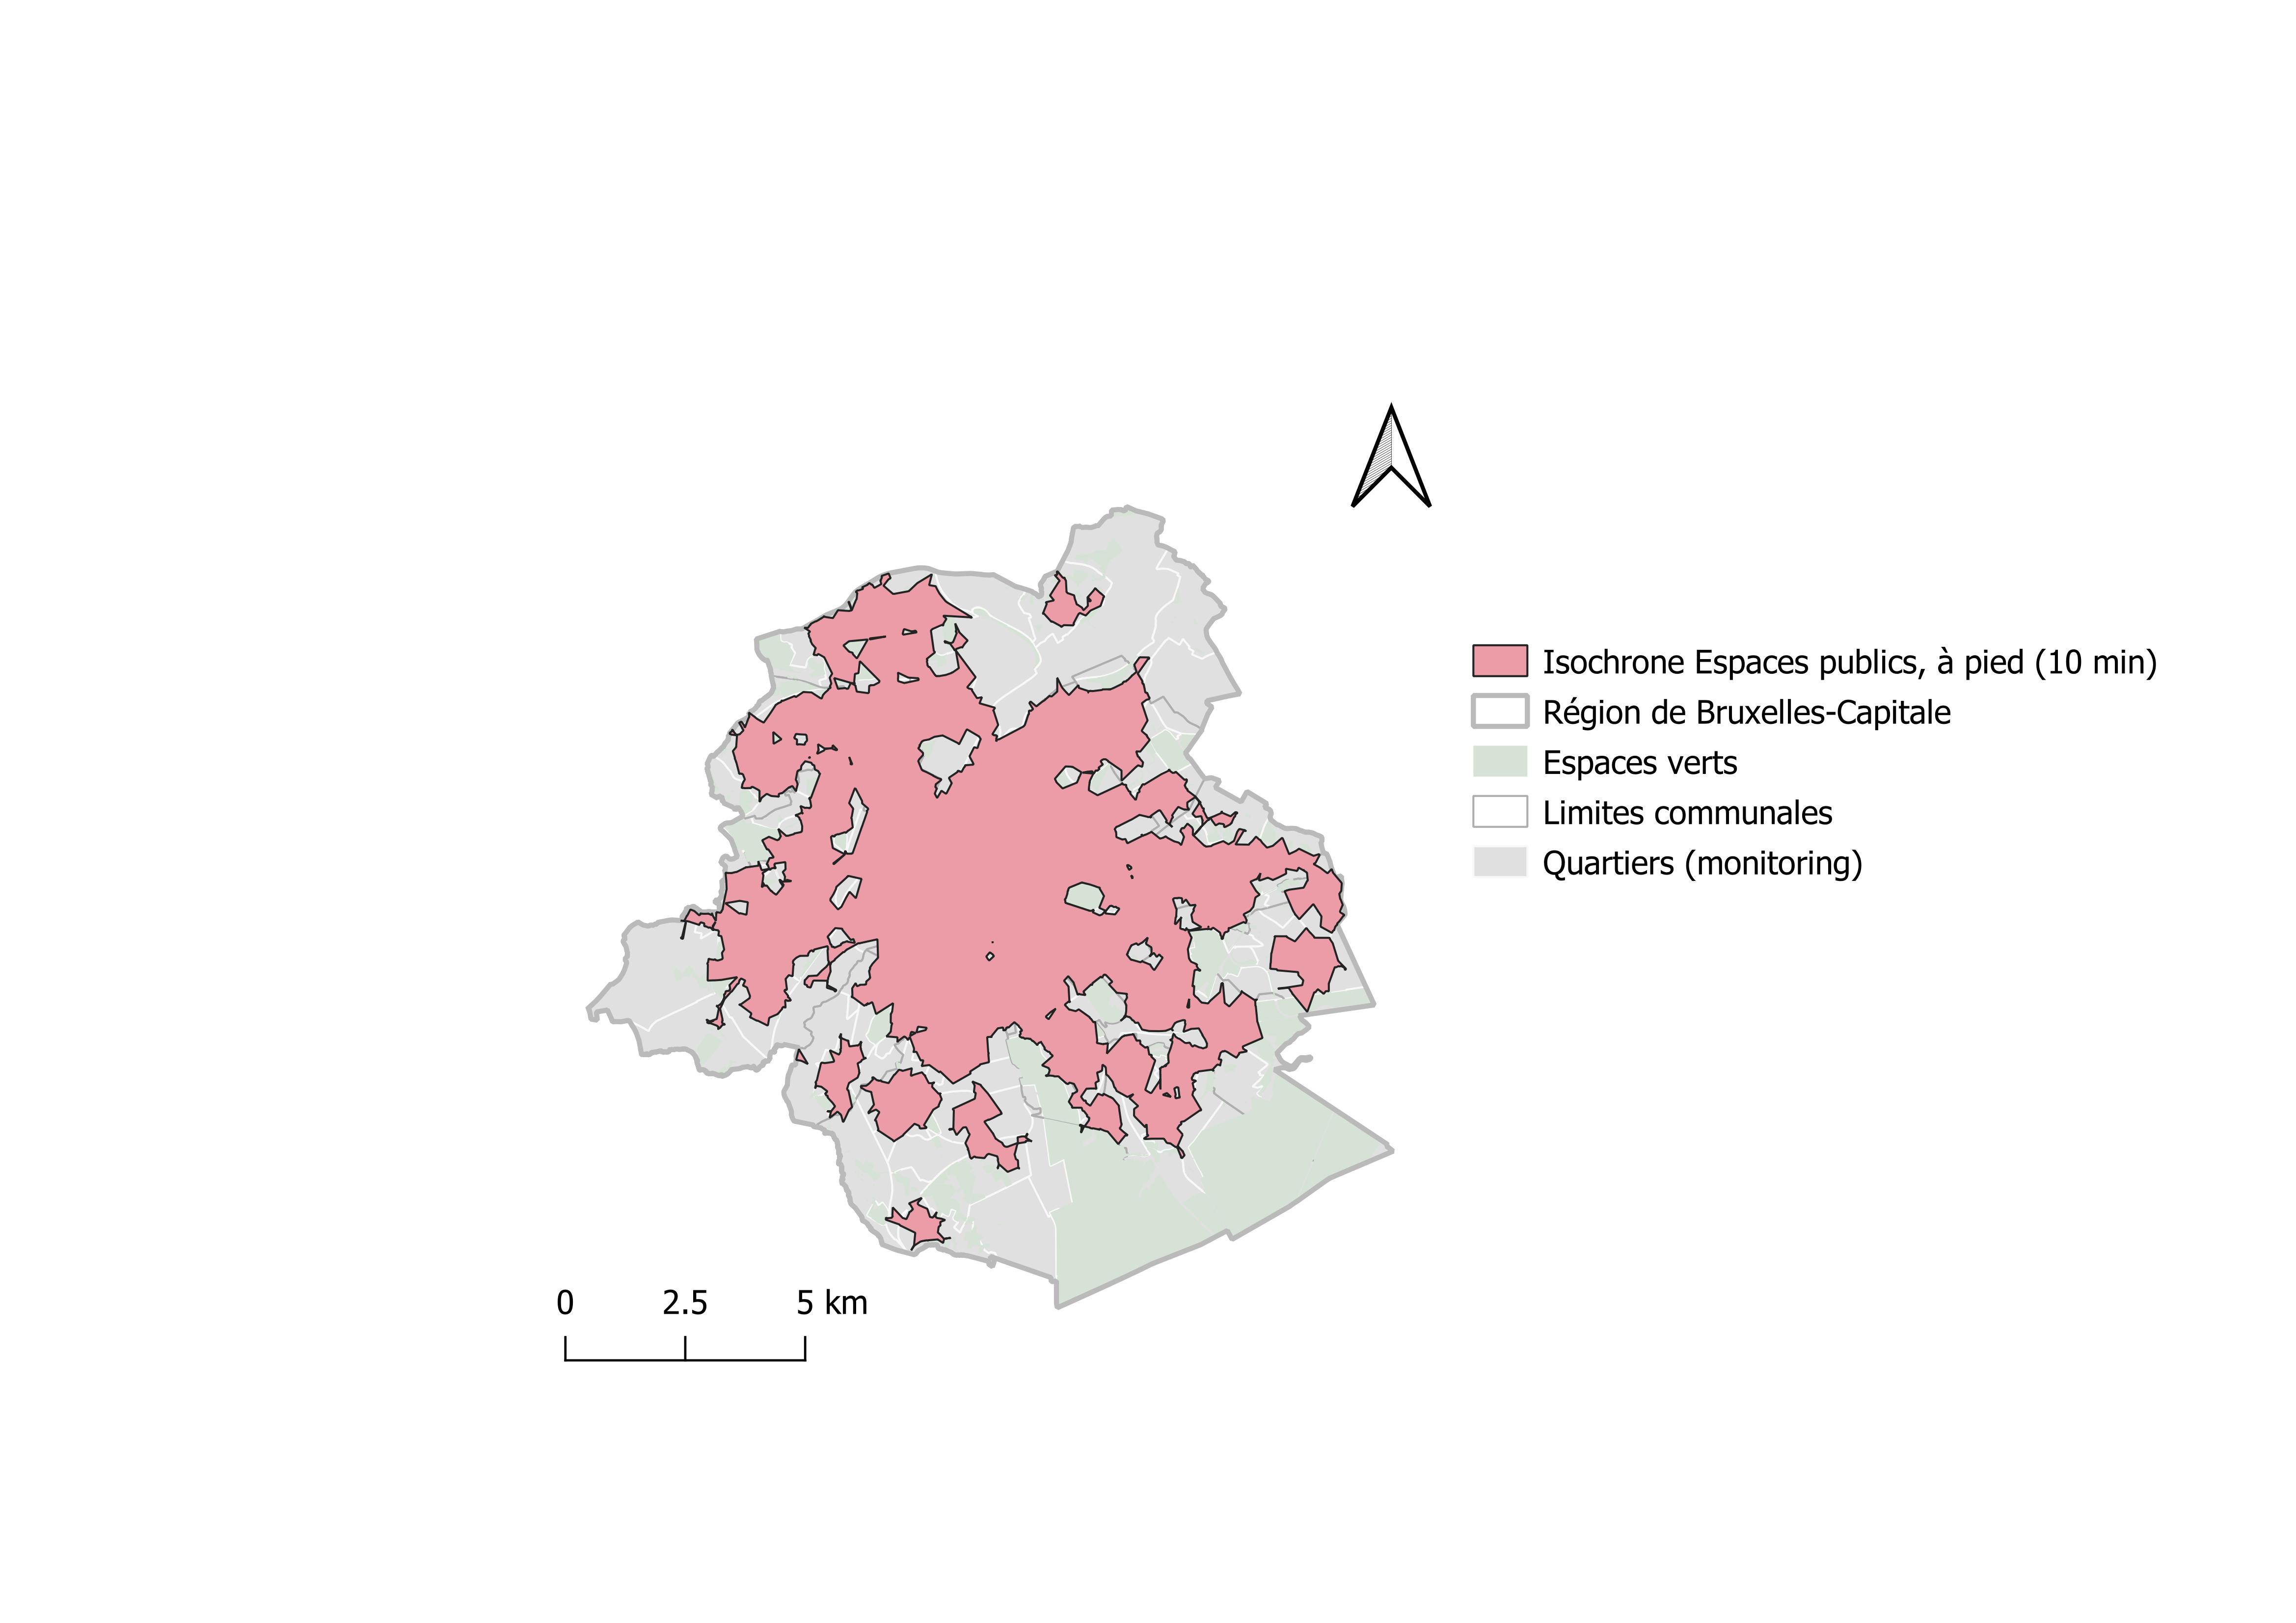 Isochrone Espaces publics, à pied (10 min)
Région de Bruxelles-Capitale
Espaces verts
Limites communales
Quartiers (monitoring)
0 2.5 5 km